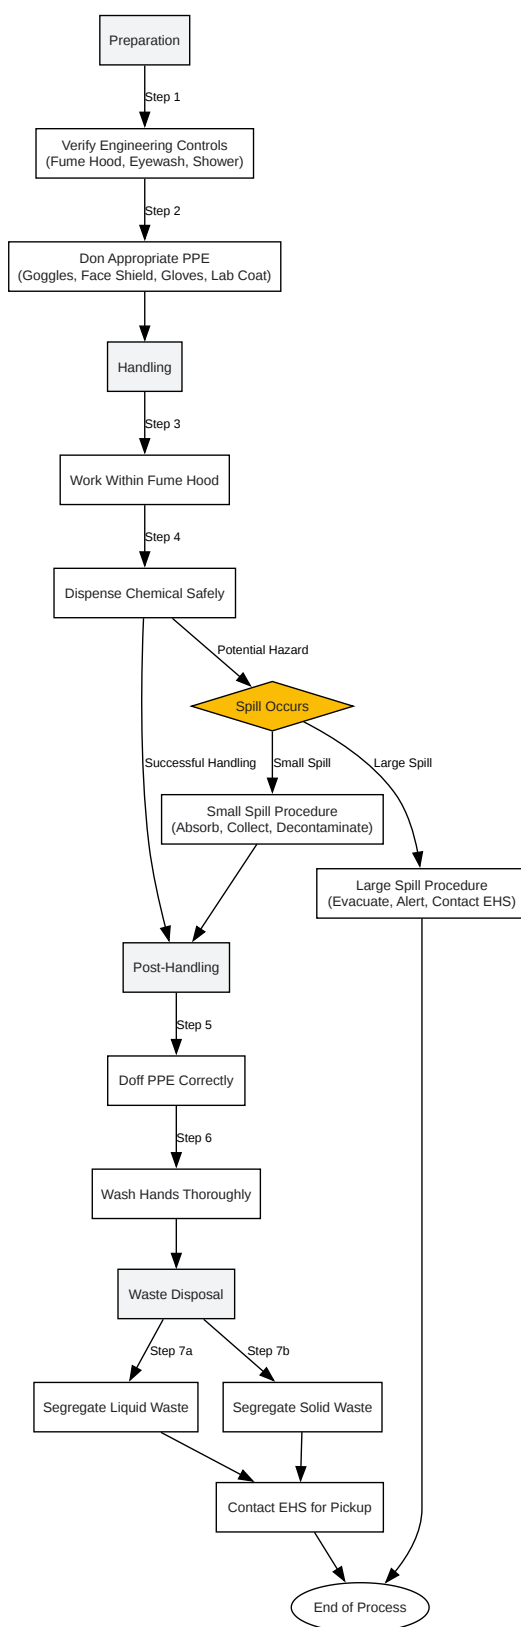 Preparation
Step 1
Verify Engineering Controls
(Fume Hood, Eyewash, Shower)
Step 2
Don Appropriate PPE
(Goggles, Face Shield, Gloves, Lab Coat)
Handling
Step 3
Work Within Fume Hood
Step 4
Dispense Chemical Safely
Potential Hazard
Spill Occurs
Successful Handling
Small Spill
Large Spill
Small Spill Procedure
(Absorb, Collect, Decontaminate)
Large Spill Procedure
(Evacuate, Alert, Contact EHS)
Post-Handling
Step 5
Doff PPE Correctly
Step 6
Wash Hands Thoroughly
Waste Disposal
Step 7a
Step 7b
Segregate Liquid Waste
Segregate Solid Waste
Contact EHS for Pickup
End of Process